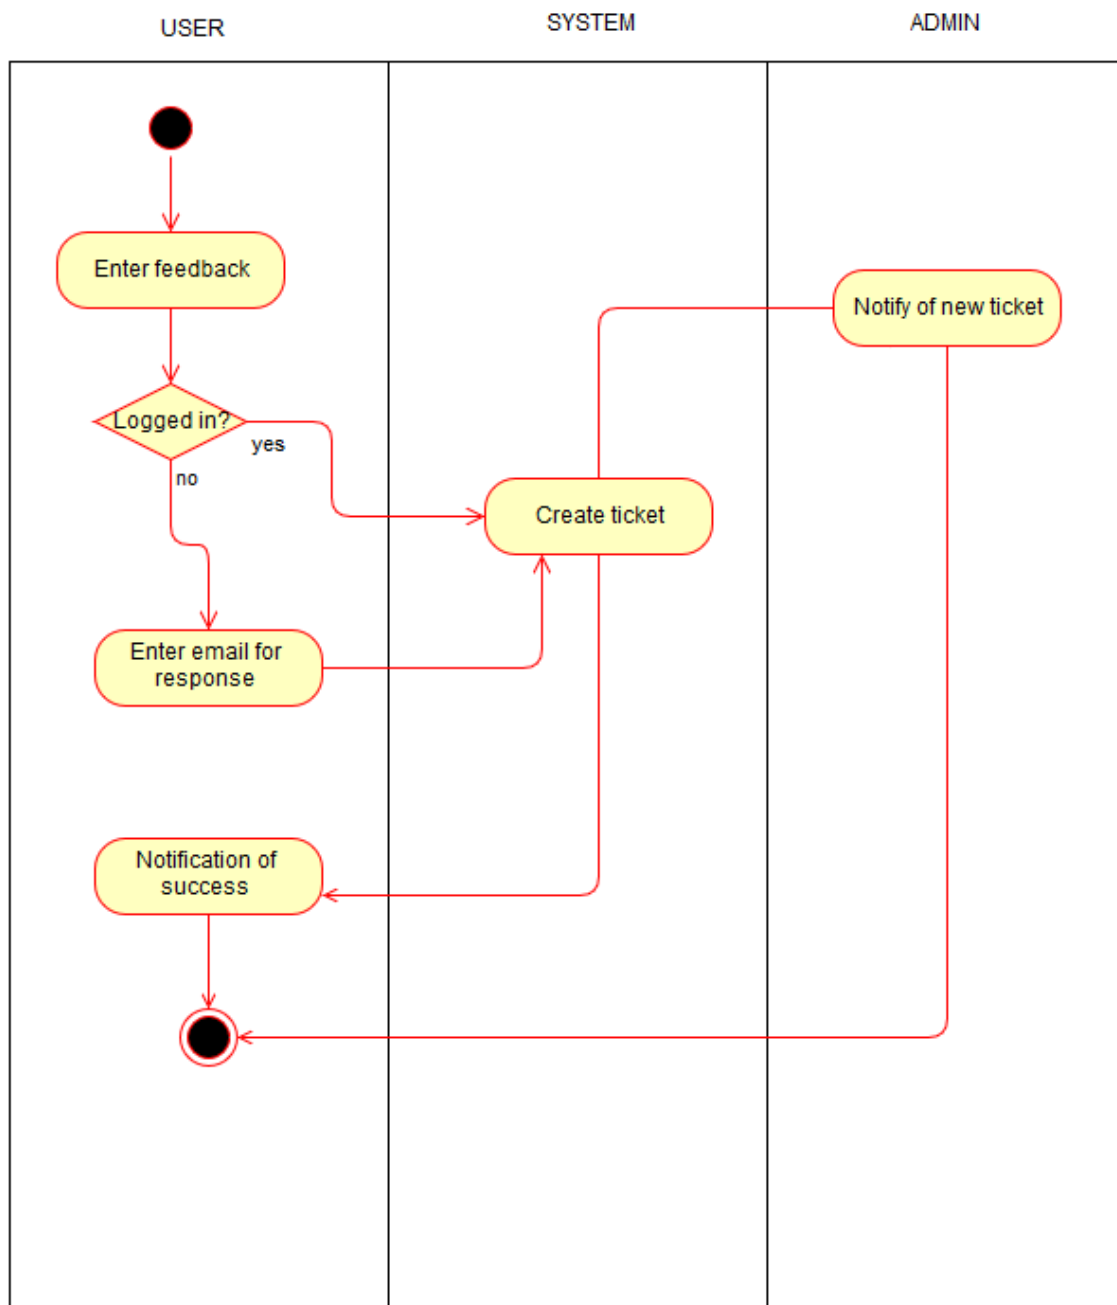 USER
SYSTEM
ADMIN
Enter feedback
Notify of new ticket
Logged in?
yes
no
Create ticket
Enter email for
response
Notification of
success